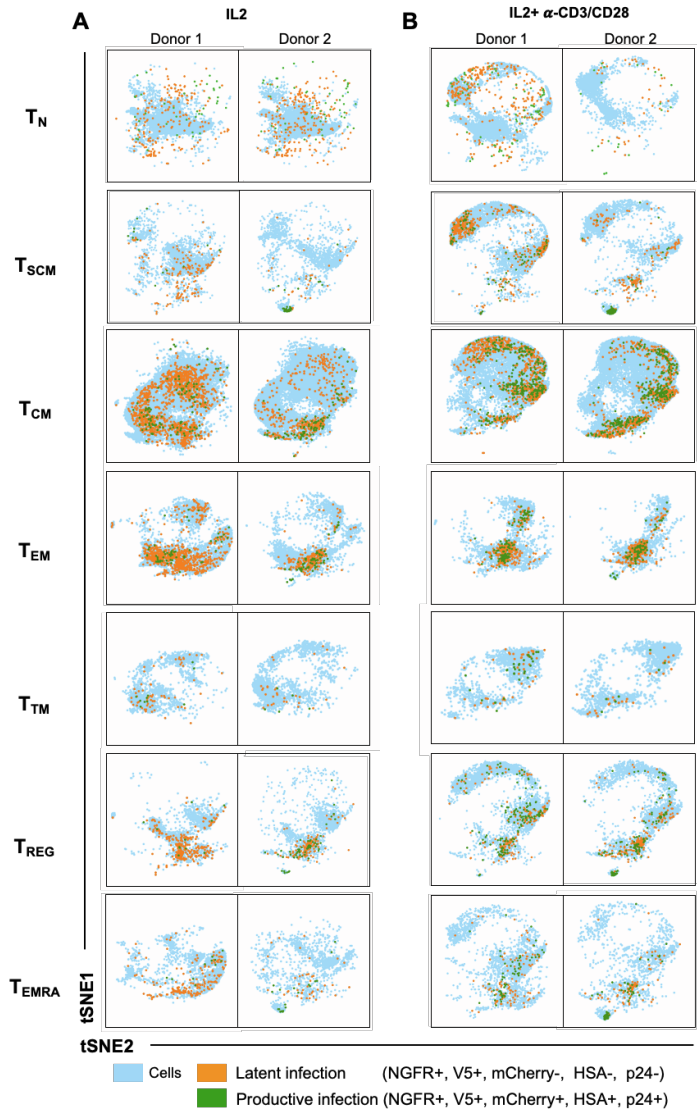 A IL2
B IL2+ α-CD3/CD28
Donor 1 Donor 2 Donor 1 Donor 2
TN
TSCM
TCM
TEM
TTM
TREG
TEMRA
tSNE1
tSNE2
Cells Latent infection (NGFR+, V5+, mCherry-, HSA-, p24-)
Productive infection (NGFR+, V5+, mCherry+, HSA+, p24+)